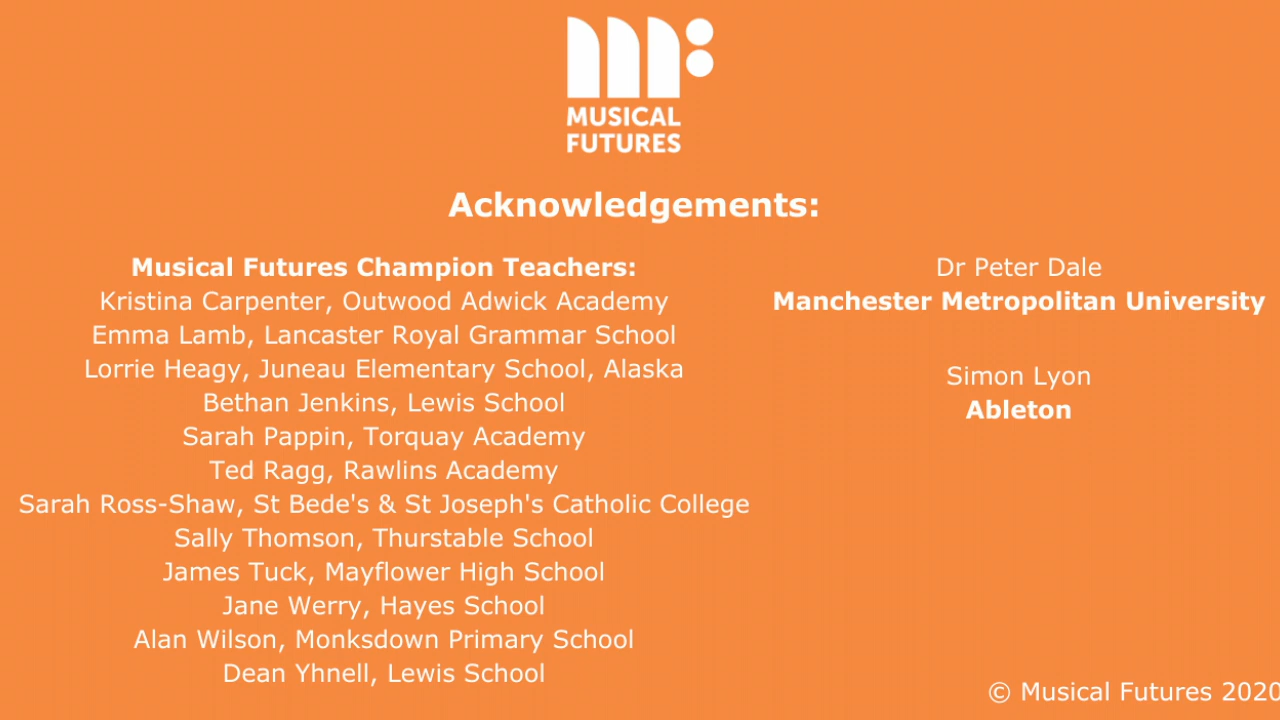 MUSICAL
FUTURES
Acknowledgements:
Musical Futures Champion Teachers:
Kristina Carpenter, Outwood Adwick Academy
Emma Lamb, Lancaster Royal Grammar School
Lorrie Heagy, Juneau Elementary School, Alaska
Bethan Jenkins, Lewis School
Sarah Pappin, Torquay Academy
Ted Ragg, Rawlins Academy
Sarah Ross-Shaw, St Bede's & St Joseph's Catholic College
Sally Thomson, Thurstable School
James Tuck, Mayflower High School
Jane Werry, Hayes School
Alan Wilson, Monksdown Primary School
Dean Yhnell, Lewis School
Dr Peter Dale
Manchester Metropolitan University
Simon Lyon
Ableton
© Musical Futures 2020